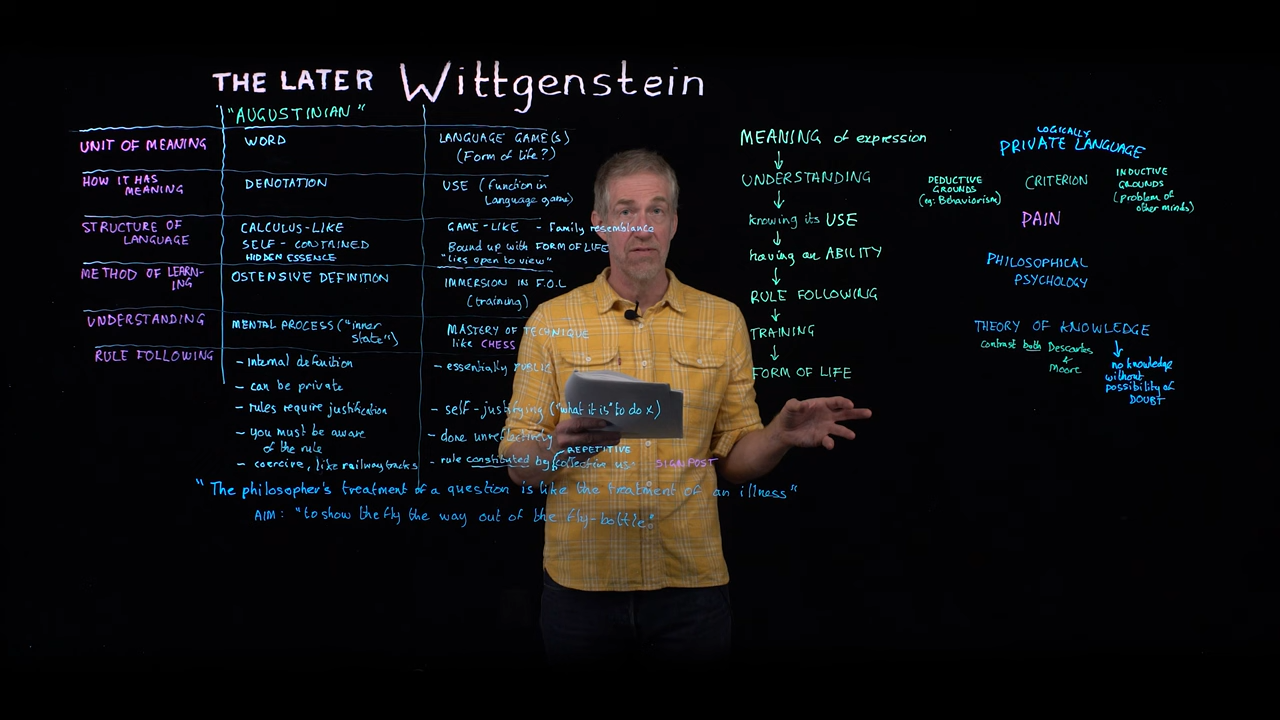 THE LATER Wittgenstein
"AUGUSTINIAN"
UNIT OF MEANING
WORD
LANGUAGE GAME(S)
(Form of Life?)
HOW IT HAS
MEANING
DENOTATION
USE (Function in
Language game)
STRUCTURE OF
LANGUAGE
CALCULUS-LIKE
SELF-CONTAINED
HIDDEN ESSENCE
GAME-LIKE - Family resemblance
Bound up with FORM OF LIFE
"lies open to view"
METHOD OF LEARN-
ING
OSTENSIVE DEFINITION
IMMERSION IN F.O.L
(training)
UNDERSTANDING
MENTAL PROCESS ("inner
state")
MASTERY OF TECHNIQUE
like CHESS
RULE FOLLOWING
- Internal definition
- can be private
- rules require justification
- you must be aware
of the rule
- coercive, like railway tracks
- essentially PUBLIC
- self-justifying ("what it is" to do x)
- done unreflectively
REPETITIVE
- rule constituted by collective use SIGNPOST
"The philosopher's treatment of a question is like the treatment of an illness"
AIM: "to show the fly the way out of the fly-bottle."
MEANING of expression
↓
UNDERSTANDING
↓
knowing its USE
↓
having an ABILITY
↓
RULE FOLLOWING
↓
TRAINING
↓
FORM OF LIFE
LOGICALLY
PRIVATE LANGUAGE
DEDUCTIVE
GROUNDS
(eg: Behaviorism)
CRITERION
INDUCTIVE
GROUNDS
(problem of
other minds)
PAIN
PHILOSOPHICAL
PSYCHOLOGY
THEORY OF KNOWLEDGE
contrast both Descartes
&
Moore
↓
no knowledge
without
possibility of
DOUBT